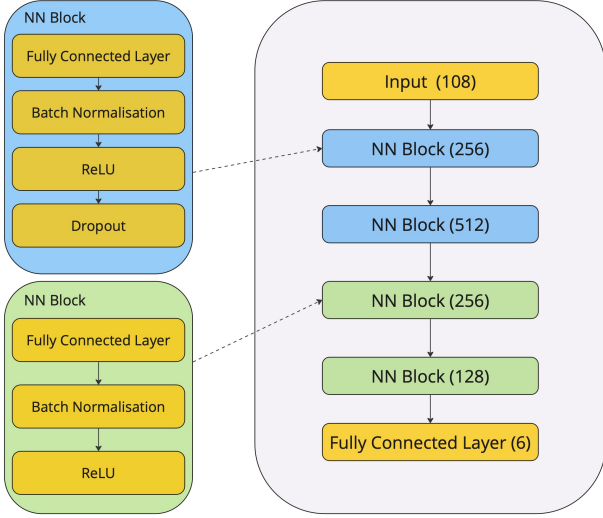 NN Block
Fully Connected Layer
Batch Normalisation
ReLU
Dropout
NN Block
Fully Connected Layer
Batch Normalisation
ReLU
Input (108)
NN Block (256)
NN Block (512)
NN Block (256)
NN Block (128)
Fully Connected Layer (6)